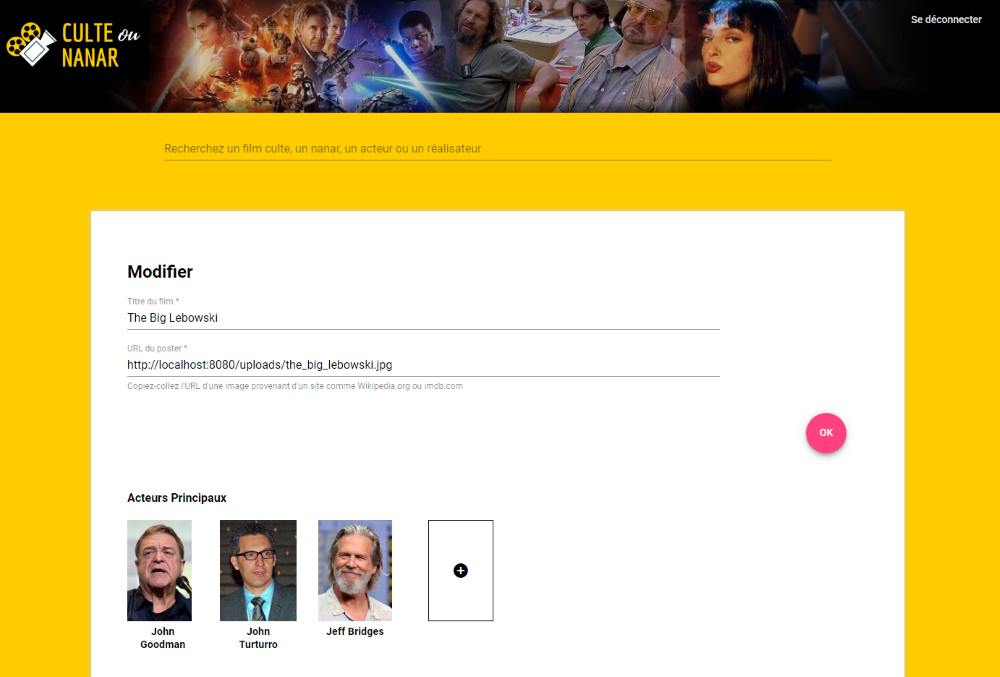 CULTE ou
NANAR
Se déconnecter
Recherchez un film culte, un nanar, un acteur ou un réalisateur
Modifier
Titre du film *
The Big Lebowski
URL du poster *
http://localhost:8080/uploads/the_big_lebowski.jpg
Copiez-collez l'URL d'une image provenant d'un site comme Wikipedia.org ou imdb.com
OK
Acteurs Principaux
John
Goodman
John
Turturro
Jeff Bridges